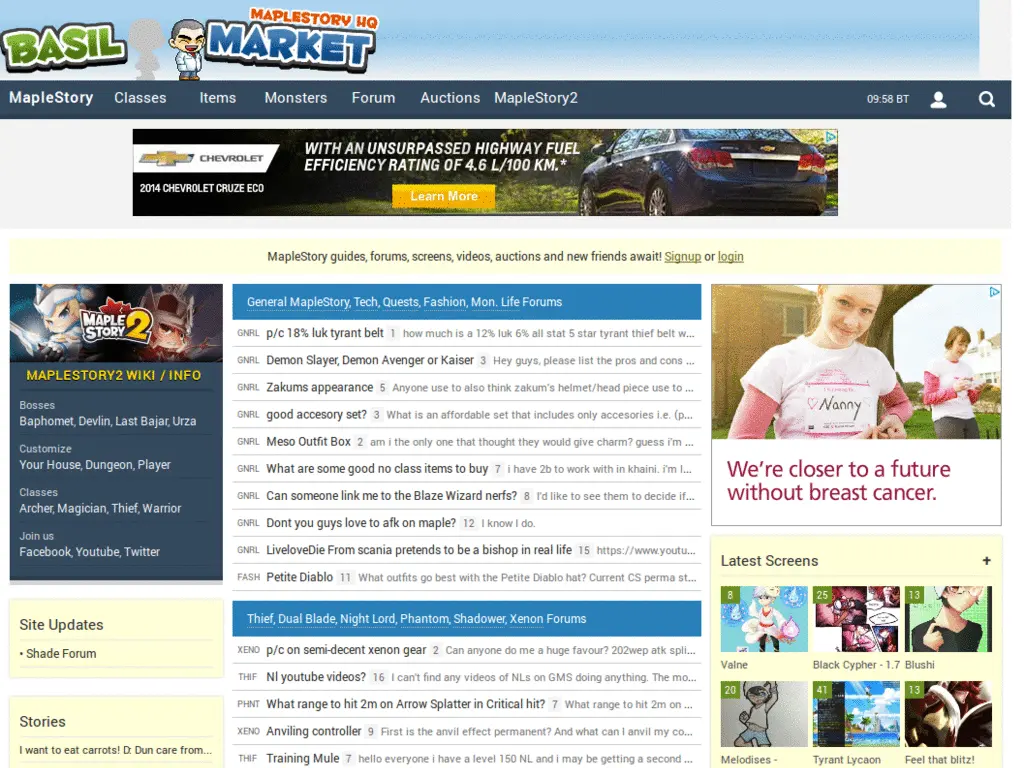 MAPLESTORY HQ
BASIL MARKET
MapleStory Classes Items Monsters Forum Auctions MapleStory2 09:58 BT
CHEVROLET
2014 CHEVROLET CRUZE ECO
WITH AN UNSURPASSED HIGHWAY FUEL
EFFICIENCY RATING OF 4.6 L/100 KM.*
Learn More
MapleStory guides, forums, screens, videos, auctions and new friends await! Signup or login
MAPLE STORY 2
MAPLESTORY2 WIKI / INFO
Bosses
Baphomet, Devlin, Last Bajar, Urza
Customize
Your House, Dungeon, Player
Classes
Archer, Magician, Thief, Warrior
Join us
Facebook, Youtube, Twitter
Site Updates
• Shade Forum
Stories
I want to eat carrots! D: Dun care from...
General MapleStory, Tech, Quests, Fashion, Mon. Life Forums
GNRL p/c 18% luk tyrant belt 1 how much is a 12% luk 6% all stat 5 star tyrant thief belt w...
GNRL Demon Slayer, Demon Avenger or Kaiser 3 Hey guys, please list the pros and cons ...
GNRL Zakums appearance 5 Anyone use to also think zakum's helmet/head piece use to ...
GNRL good accesory set? 3 What is an affordable set that includes only accesories i.e. (p...
GNRL Meso Outfit Box 2 am i the only one that thought they would give charm? guess i'm ...
GNRL What are some good no class items to buy 7 i have 2b to work with in khaini. i'm l...
GNRL Can someone link me to the Blaze Wizard nerfs? 8 I'd like to see them to decide if...
GNRL Dont you guys love to afk on maple? 12 I know I do.
GNRL LiveloveDie From scania pretends to be a bishop in real life 15 https://www.youtu...
FASH Petite Diablo 11 What outfits go best with the Petite Diablo hat? Current CS perma st...
Thief, Dual Blade, Night Lord, Phantom, Shadower, Xenon Forums
XENO p/c on semi-decent xenon gear 2 Can anyone do me a huge favour? 202wep atk spli...
THIF Nl youtube videos? 16 I can't find any videos of NLs on GMS doing anything. The mo...
PHNT What range to hit 2m on Arrow Splatter in Critical hit? 7 What range to hit 2m on ...
XENO Anviling controller 9 First is the anvil effect permanent? And what can I anvil my co...
THIF Training Mule 7 hello everyone i have a level 150 NL and i may be getting a second ...
Nanny
We're closer to a future
without breast cancer.
Latest Screens +
8 25 13
Valne Black Cypher - 1.7 Blushi
20 41 13
Melodises - Tyrant Lycaon Feel that blitz!